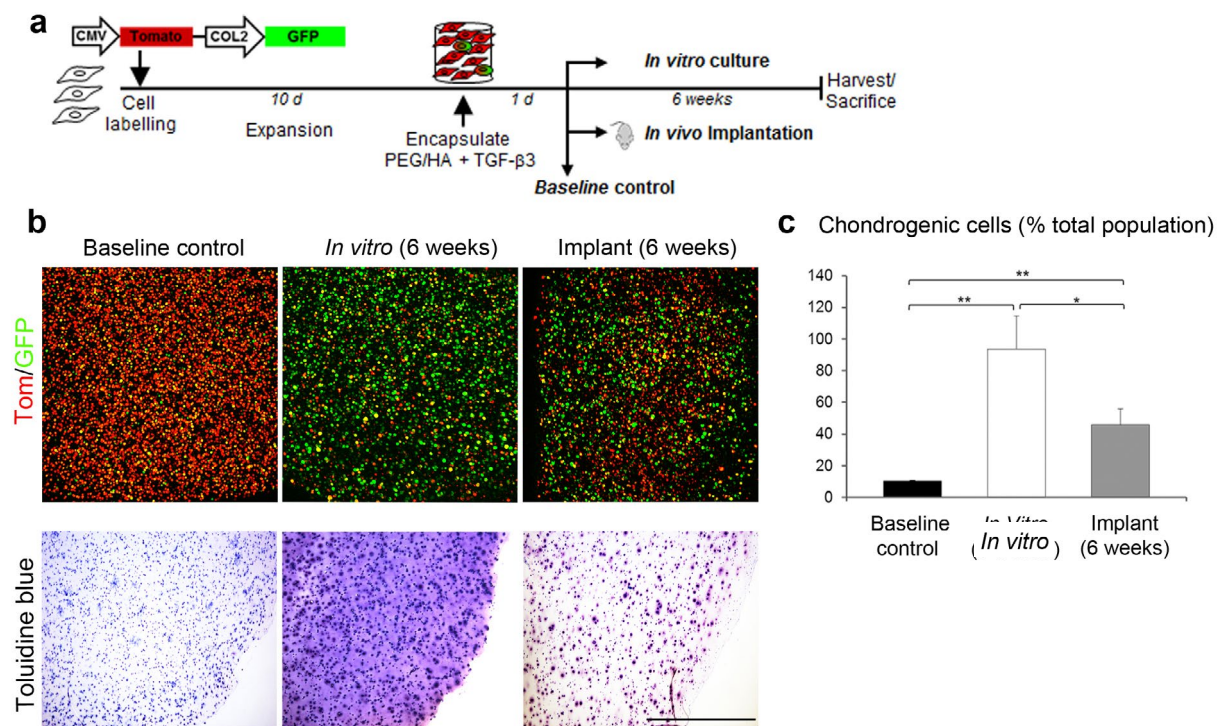 a
CMV Tomato COL2 GFP
Cell
labelling
10 d
Expansion
Encapsulate
PEG/HA + TGF-β3
1 d
In vitro culture
6 weeks
In vivo Implantation
Baseline control
Harvest/
Sacrifice
b
Baseline control
In vitro (6 weeks)
Implant (6 weeks)
Tom/GFP
Toluidine blue
c
Chondrogenic cells (% total population)
140
120
100
80
60
40
20
0
**
**
*
Baseline
control
In vitro
Implant
(6 weeks)